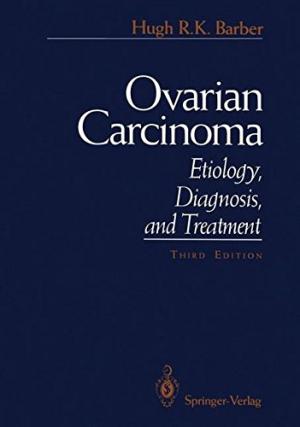 Hugh R.K. Barber
Ovarian
Carcinoma
Etiology,
Diagnosis,
and Treatment
THIRD EDITION
Springer-Verlag